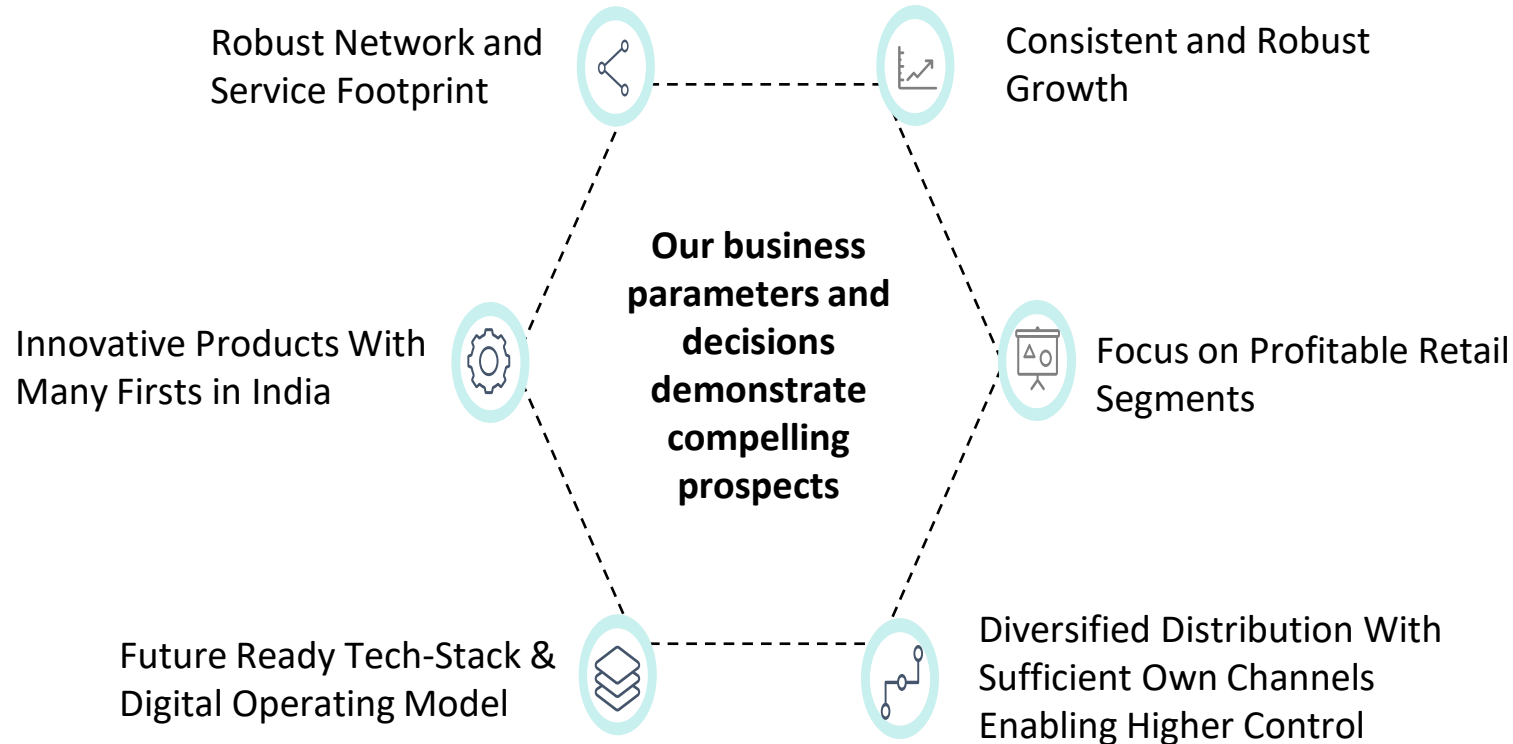 Robust Network and
Service Footprint
Consistent and Robust
Growth
Our business
parameters and
decisions
demonstrate
compelling
prospects
Innovative Products With
Many Firsts in India
Focus on Profitable Retail
Segments
Future Ready Tech-Stack &
Digital Operating Model
Diversified Distribution With
Sufficient Own Channels
Enabling Higher Control